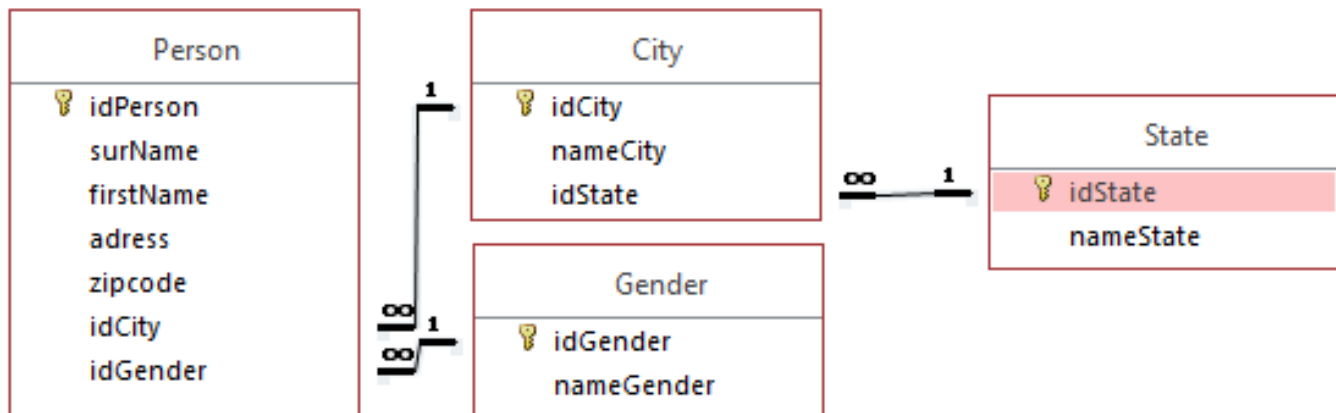 Person
idPerson
surName
firstName
adress
zipcode
idCity
idGender
1
∞
1
∞
City
idCity
nameCity
idState
Gender
idGender
nameGender
∞ 1
State
idState
nameState